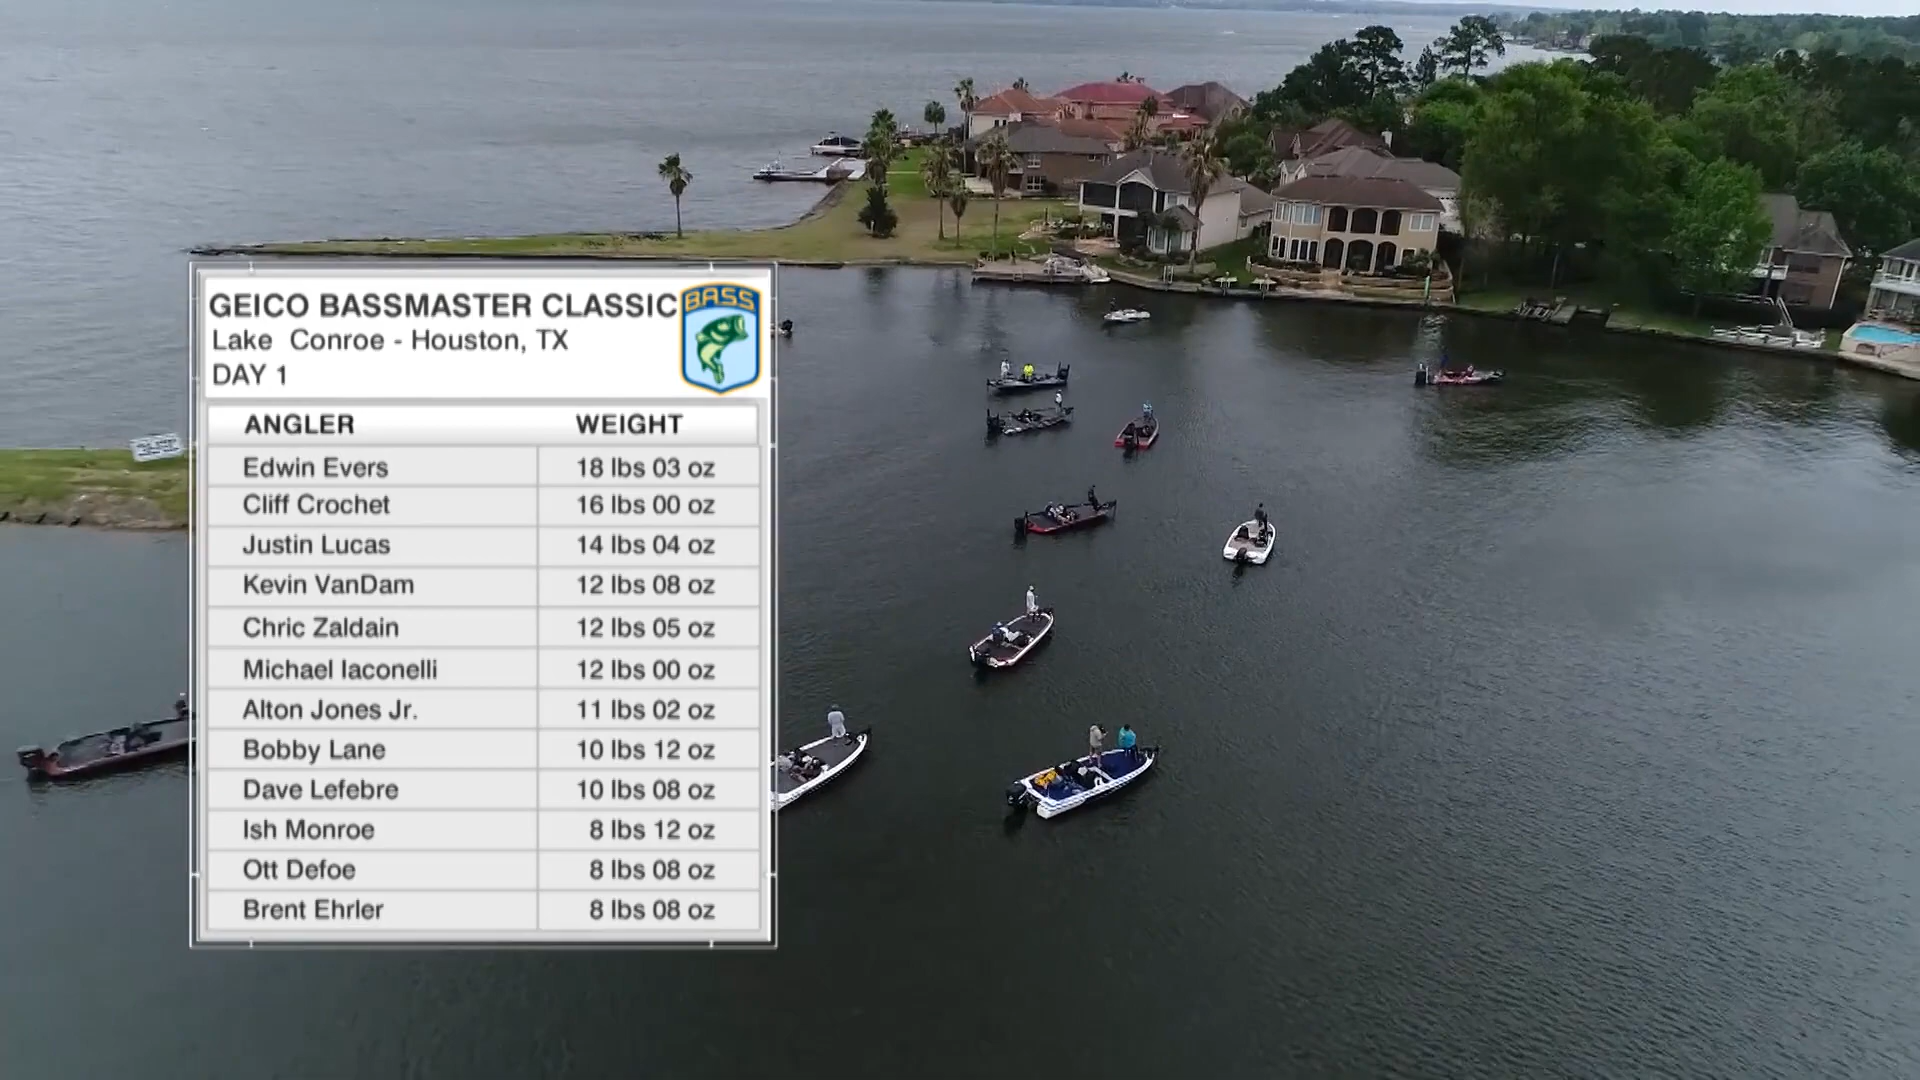 GEICO BASSMASTER CLASSIC
BASS
Lake Conroe - Houston, TX
DAY 1
ANGLER WEIGHT
Edwin Evers 18 lbs 03 oz
Cliff Crochet 16 lbs 00 oz
Justin Lucas 14 lbs 04 oz
Kevin VanDam 12 lbs 08 oz
Chric Zaldain 12 lbs 05 oz
Michael Iaconelli 12 lbs 00 oz
Alton Jones Jr. 11 lbs 02 oz
Bobby Lane 10 lbs 12 oz
Dave Lefebre 10 lbs 08 oz
Ish Monroe 8 lbs 12 oz
Ott Defoe 8 lbs 08 oz
Brent Ehrler 8 lbs 08 oz